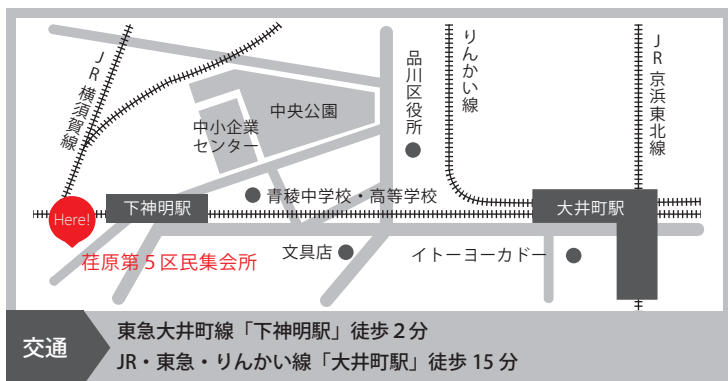 JR横須賀線
中央公園
中小企業
センター
品川区役所
りんかい線
JR京浜東北線
Here!
下神明駅
青稜中学校・高等学校
大井町駅
荏原第5区民集会所
文具店
イトーヨーカドー
交通
東急大井町線「下神明駅」徒歩2分
JR・東急・りんかい線「大井町駅」徒歩15分